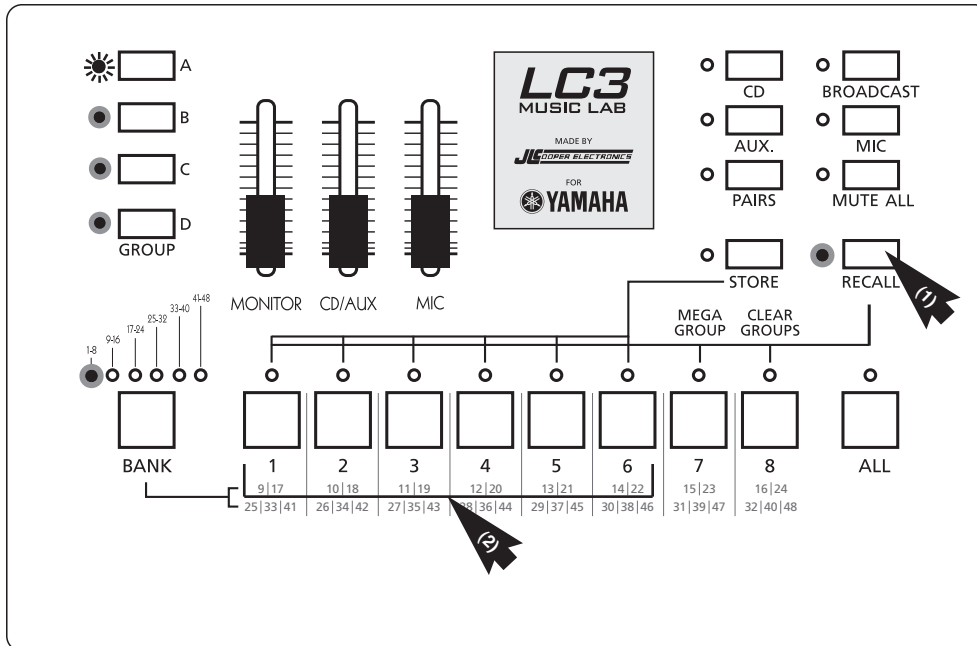 A
B
C
D
GROUP
MONITOR
CD/AUX
MIC
LC3
MUSIC LAB
MADE BY
JLCOOPER ELECTRONICS
FOR
YAMAHA
CD
BROADCAST
AUX.
MIC
PAIRS
MUTE ALL
STORE
RECALL
(1)
MEGA GROUP
CLEAR GROUPS
1-8
9-16
17-24
25-32
33-40
41-48
BANK
1
2
3
4
5
6
7
8
ALL
9|17
10|18
11|19
12|20
13|21
14|22
15|23
16|24
25|33|41
26|34|42
27|35|43
28|36|44
29|37|45
30|38|46
31|39|47
32|40|48
(2)